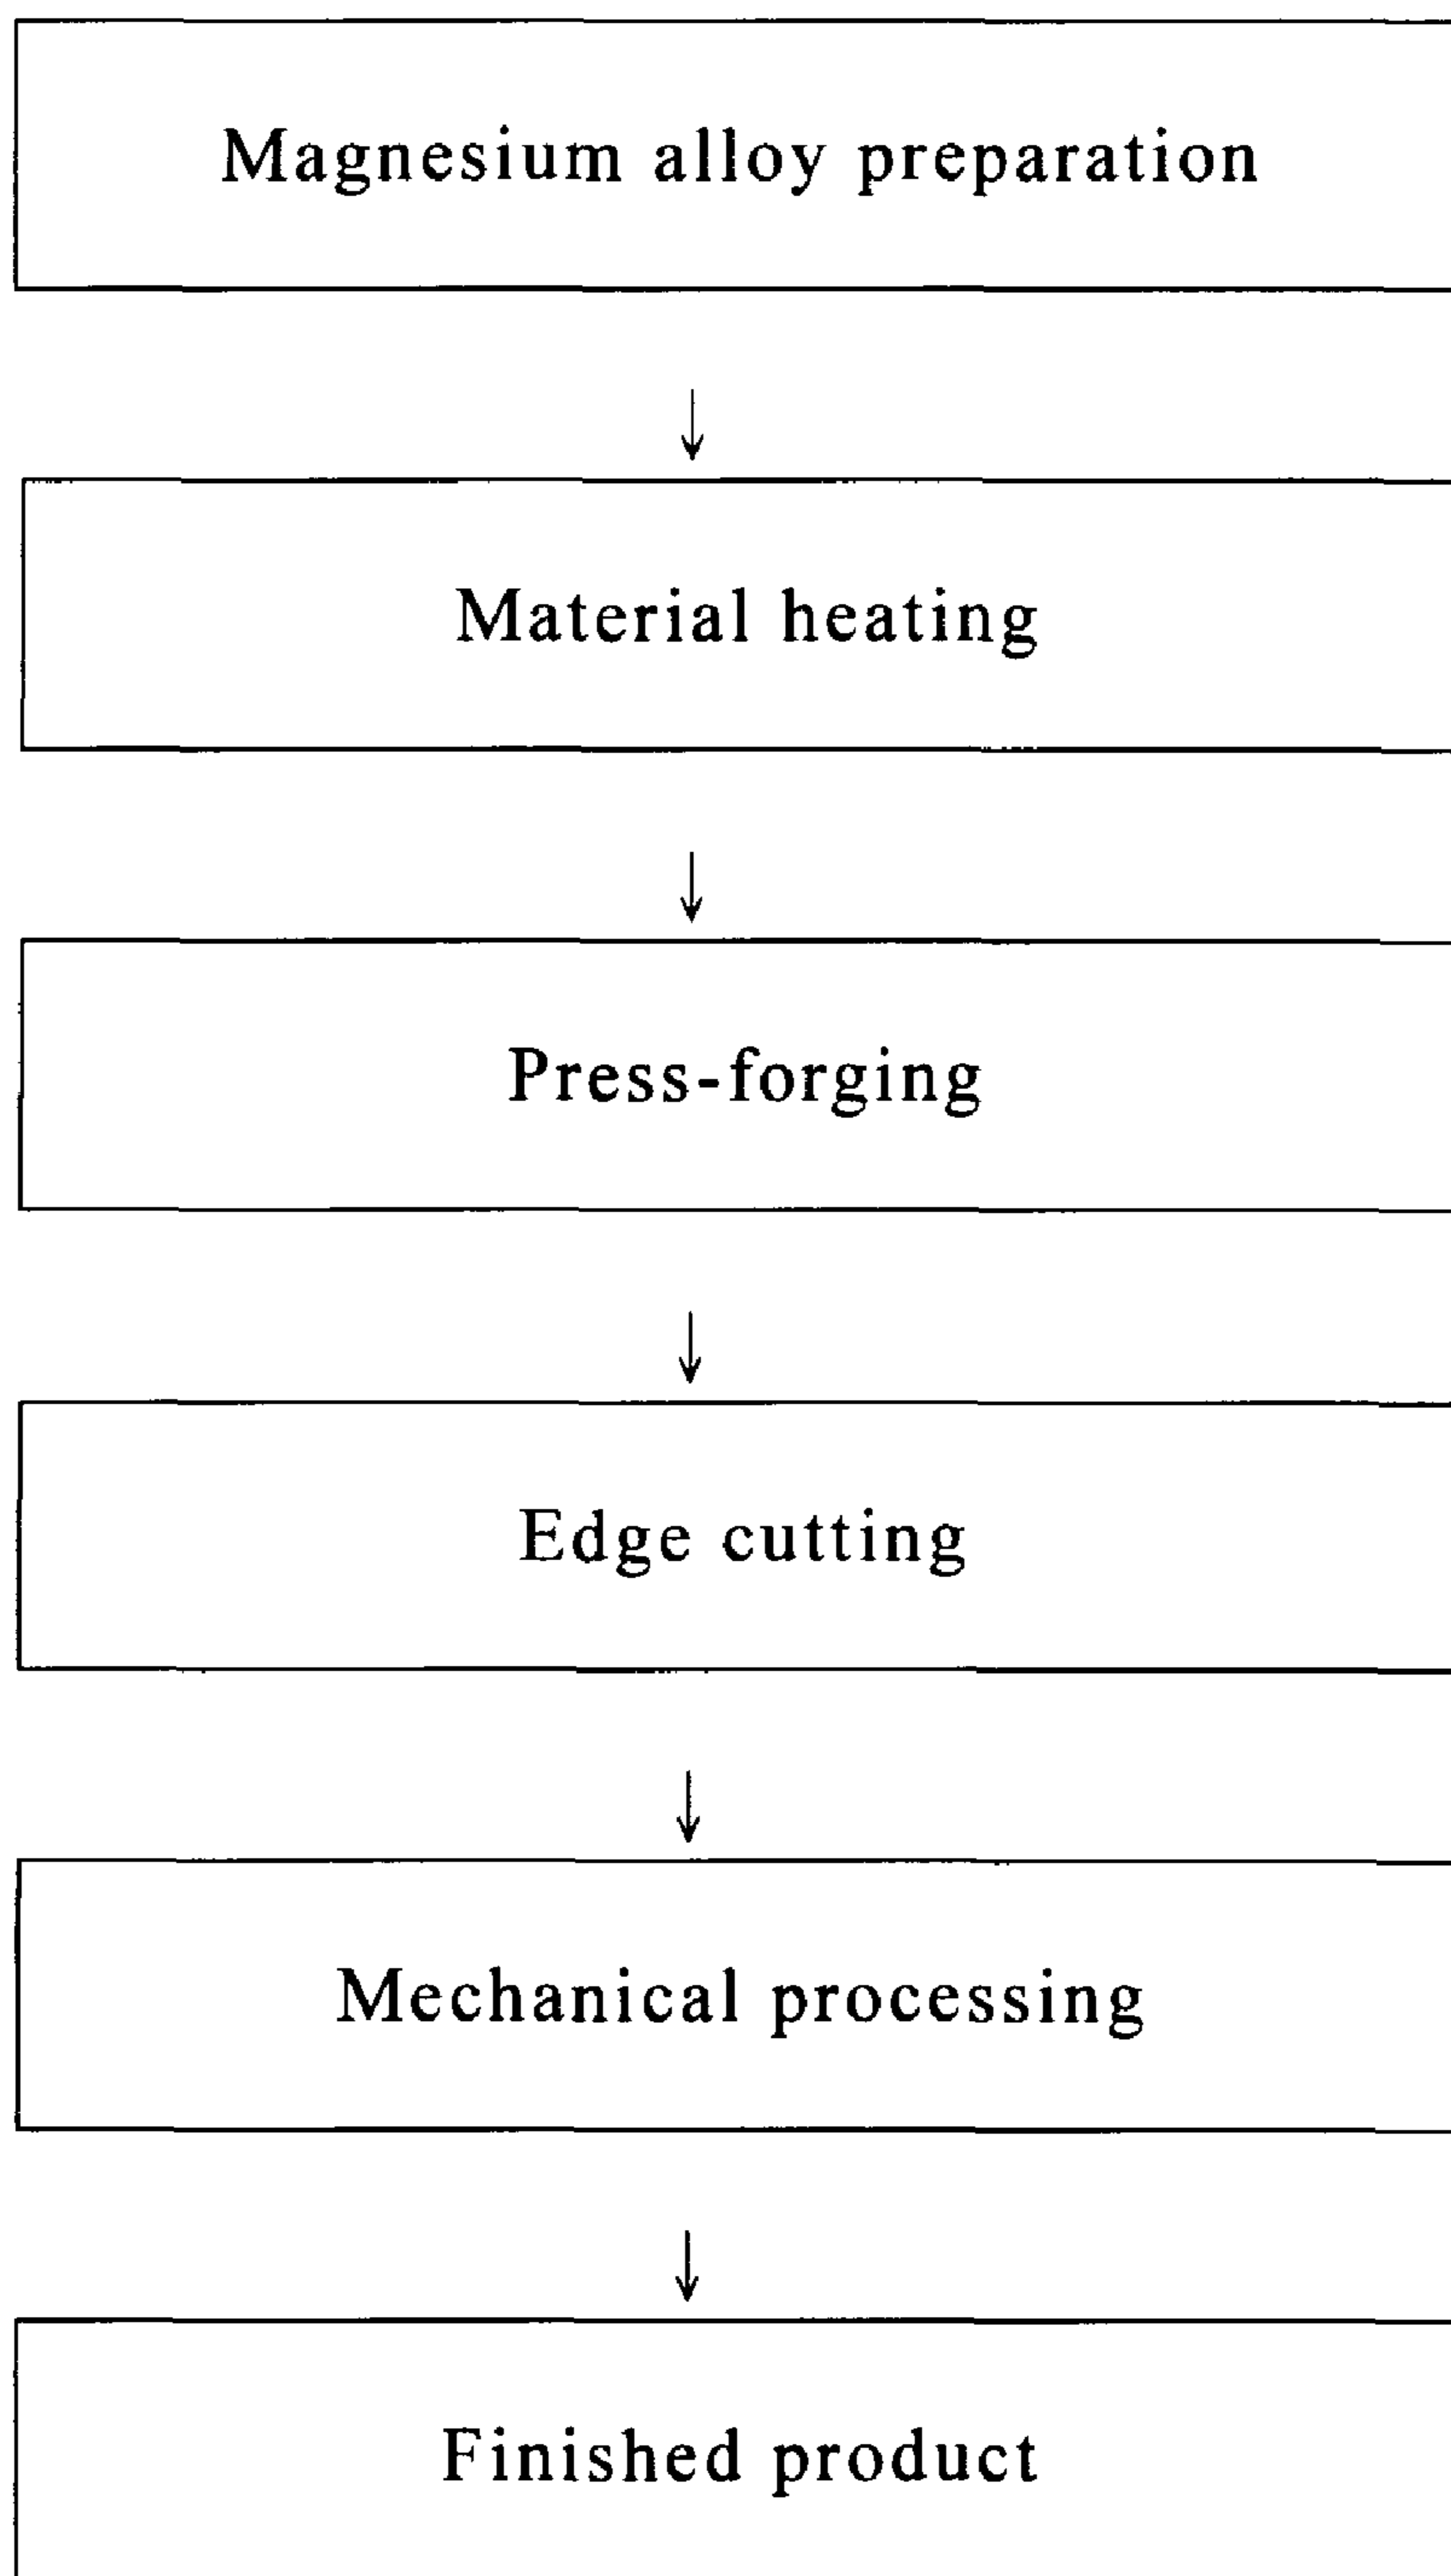 Magnesium alloy preparation
Material heating
Press-forging
Edge cutting
Mechanical processing
Finished product